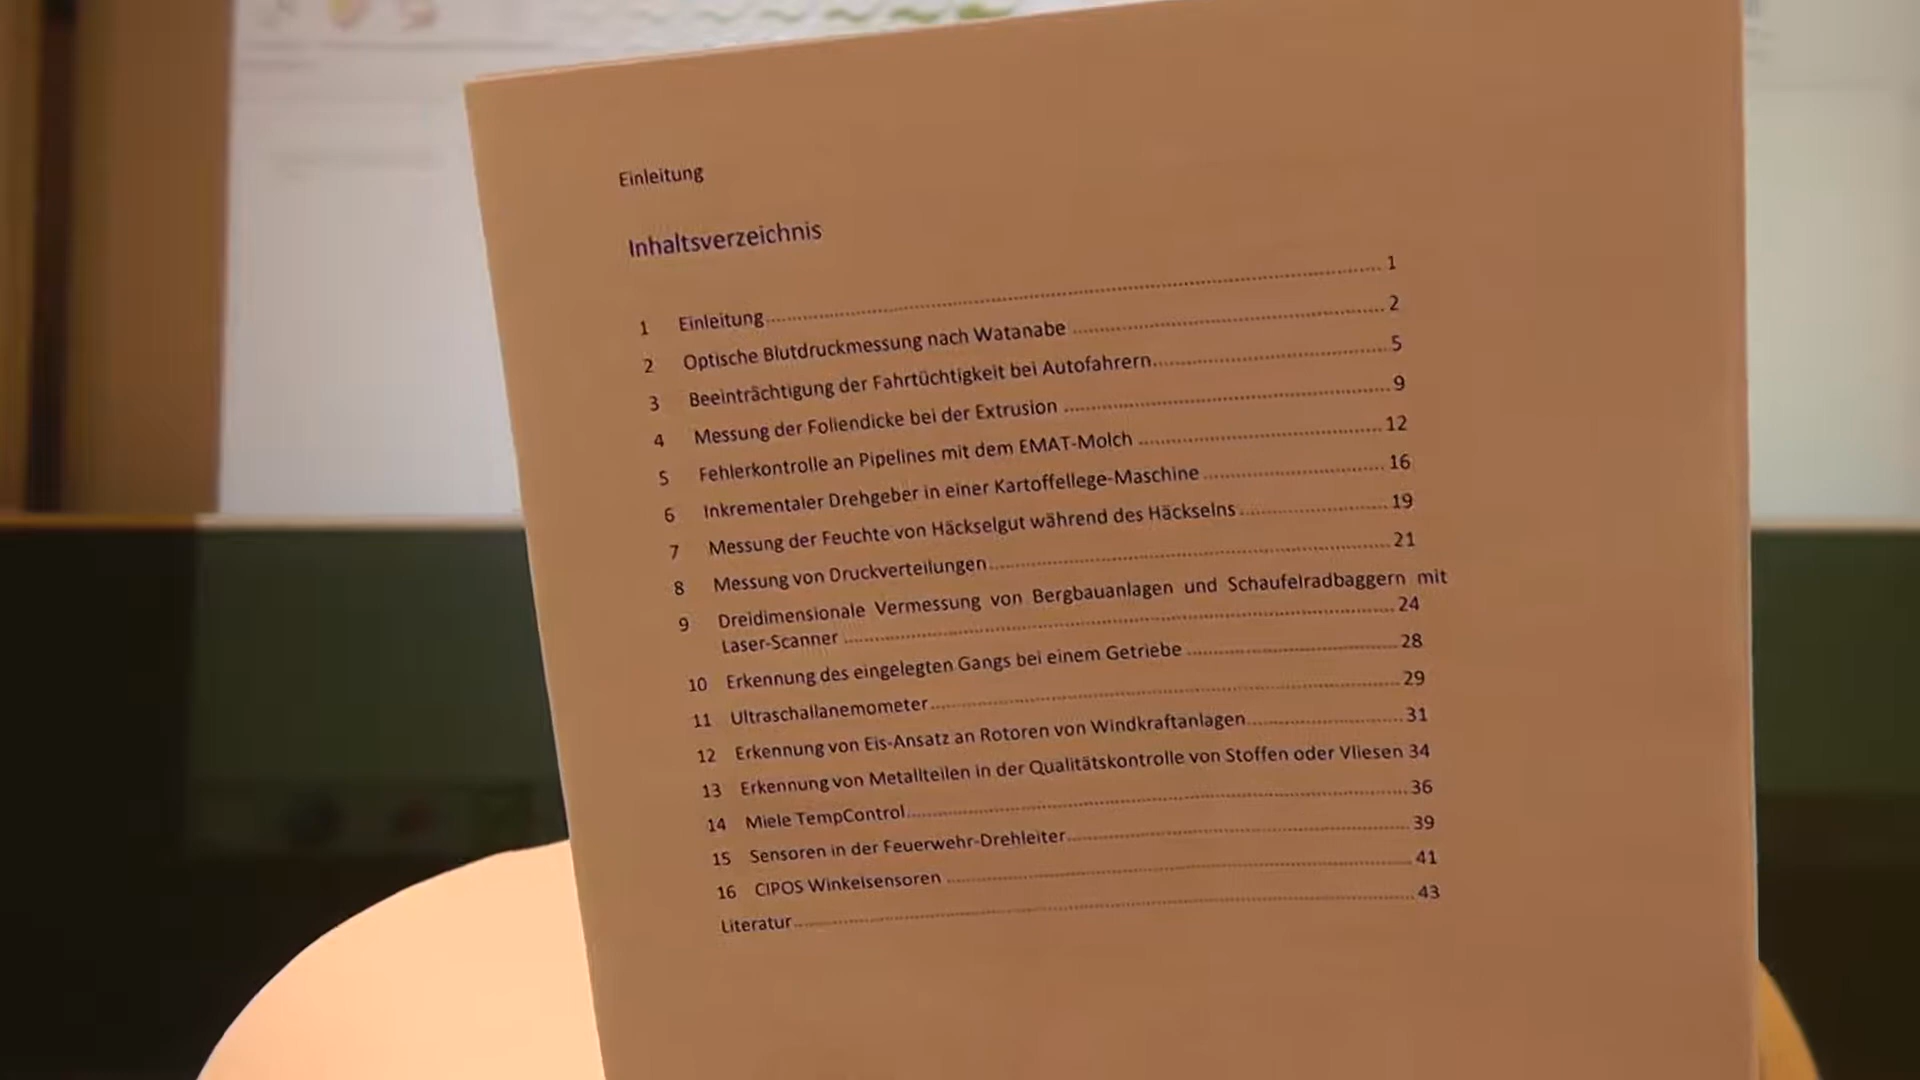 Einleitung
Inhaltsverzeichnis
1 Einleitung 1
2 Optische Blutdruckmessung nach Watanabe 2
3 Beeinträchtigung der Fahrtüchtigkeit bei Autofahrern 5
4 Messung der Foliendicke bei der Extrusion 9
5 Fehlerkontrolle an Pipelines mit dem EMAT-Molch 12
6 Inkrementaler Drehgeber in einer Kartoffellege-Maschine 16
7 Messung der Feuchte von Häckselgut während des Häckselns 19
8 Messung von Druckverteilungen 21
9 Dreidimensionale Vermessung von Bergbauanlagen und Schaufelradbaggern mit
Laser-Scanner 24
10 Erkennung des eingelegten Gangs bei einem Getriebe 28
11 Ultraschallanemometer 29
12 Erkennung von Eis-Ansatz an Rotoren von Windkraftanlagen 31
13 Erkennung von Metallteilen in der Qualitätskontrolle von Stoffen oder Vliesen 34
14 Miele TempControl 36
15 Sensoren in der Feuerwehr-Drehleiter 39
16 CIPOS Winkelsensoren 41
Literatur 43